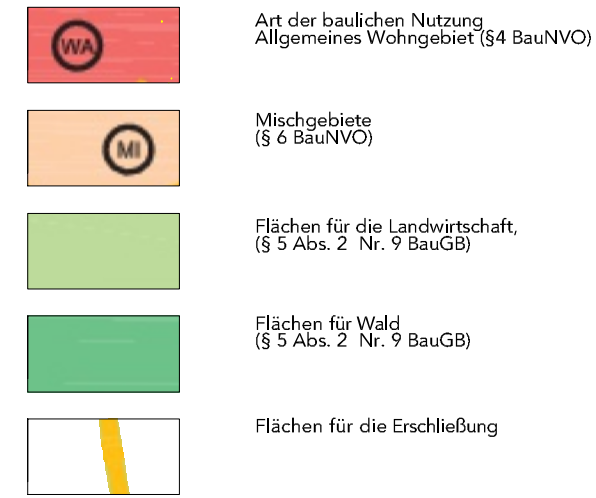 WA
Art der baulichen Nutzung
Allgemeines Wohngebiet (§4 BauNVO)
MI
Mischgebiete
(§ 6 BauNVO)
Flächen für die Landwirtschaft,
(§ 5 Abs. 2 Nr. 9 BauGB)
Flächen für Wald
(§ 5 Abs. 2 Nr. 9 BauGB)
Flächen für die Erschließung